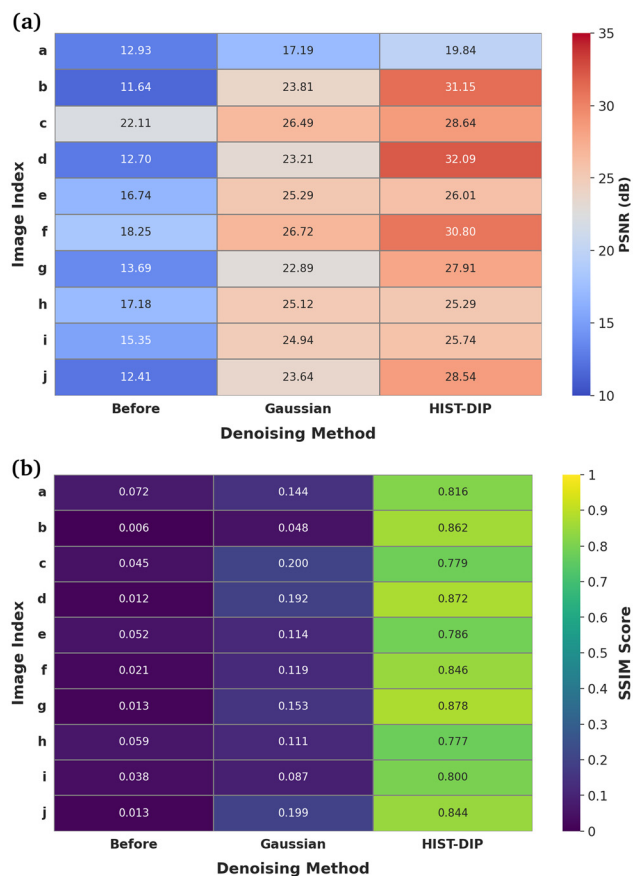 (a)
a 12.93 17.19 19.84
b 11.64 23.81 31.15
c 22.11 26.49 28.64
d 12.70 23.21 32.09
e 16.74 25.29 26.01
f 18.25 26.72 30.80
g 13.69 22.89 27.91
h 17.18 25.12 25.29
i 15.35 24.94 25.74
j 12.41 23.64 28.54
Image Index
Before Gaussian HIST-DIP
Denoising Method
35
30
25
20
15
10
PSNR (dB)
(b)
a 0.072 0.144 0.816
b 0.006 0.048 0.862
c 0.045 0.200 0.779
d 0.012 0.192 0.872
e 0.052 0.114 0.786
f 0.021 0.119 0.846
g 0.013 0.153 0.878
h 0.059 0.111 0.777
i 0.038 0.087 0.800
j 0.013 0.199 0.844
Image Index
Before Gaussian HIST-DIP
Denoising Method
1
0.9
0.8
0.7
0.6
0.5
0.4
0.3
0.2
0.1
0
SSIM Score